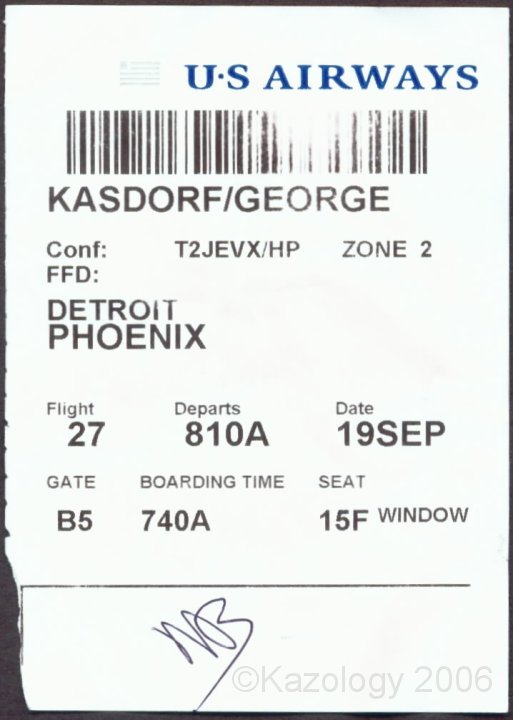 U·S AIRWAYS
KASDORF/GEORGE
Conf: T2JEVX/HP ZONE 2
FFD:
DETROIT
PHOENIX
Flight Departs Date
27 810A 19SEP
GATE BOARDING TIME SEAT
B5 740A 15F WINDOW
©Kazology 2006